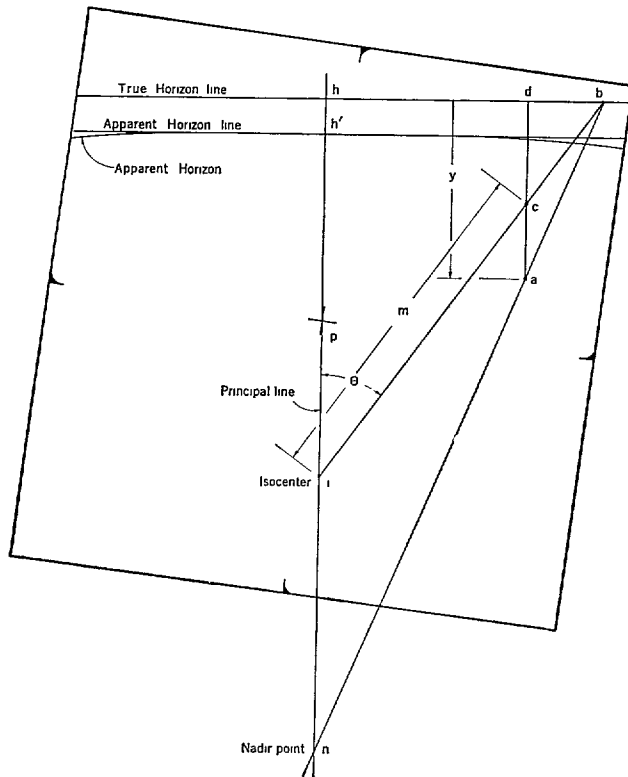 True Horizon line
h
d
b
Apparent Horizon line
h'
Apparent Horizon
y
c
a
m
p
θ
Principal line
Isocenter
i
Nadir point
n